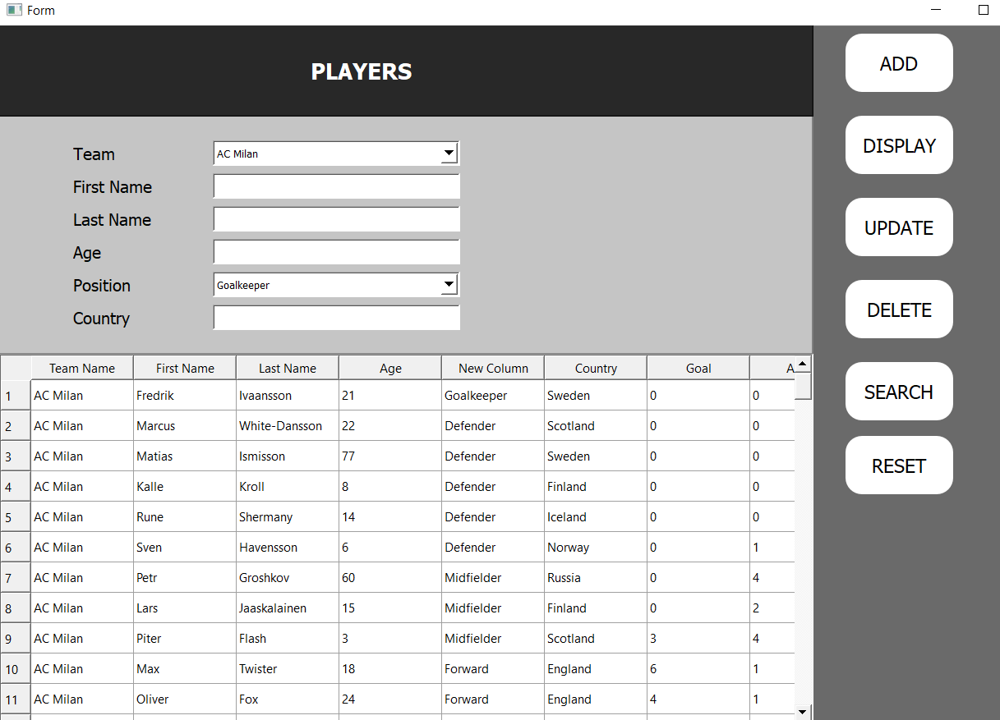 Form
PLAYERS
ADD
DISPLAY
UPDATE
DELETE
SEARCH
RESET
Team AC Milan
First Name
Last Name
Age
Position Goalkeeper
Country
Team Name First Name Last Name Age New Column Country Goal A
1 AC Milan Fredrik Ivaansson 21 Goalkeeper Sweden 0 0
2 AC Milan Marcus White-Dansson 22 Defender Scotland 0 0
3 AC Milan Matias Ismisson 77 Defender Sweden 0 0
4 AC Milan Kalle Kroll 8 Defender Finland 0 0
5 AC Milan Rune Shermany 14 Defender Iceland 0 0
6 AC Milan Sven Havensson 6 Defender Norway 0 1
7 AC Milan Petr Groshkov 60 Midfielder Russia 0 4
8 AC Milan Lars Jaaskalainen 15 Midfielder Finland 0 2
9 AC Milan Piter Flash 3 Midfielder Scotland 3 4
10 AC Milan Max Twister 18 Forward England 6 1
11 AC Milan Oliver Fox 24 Forward England 4 1